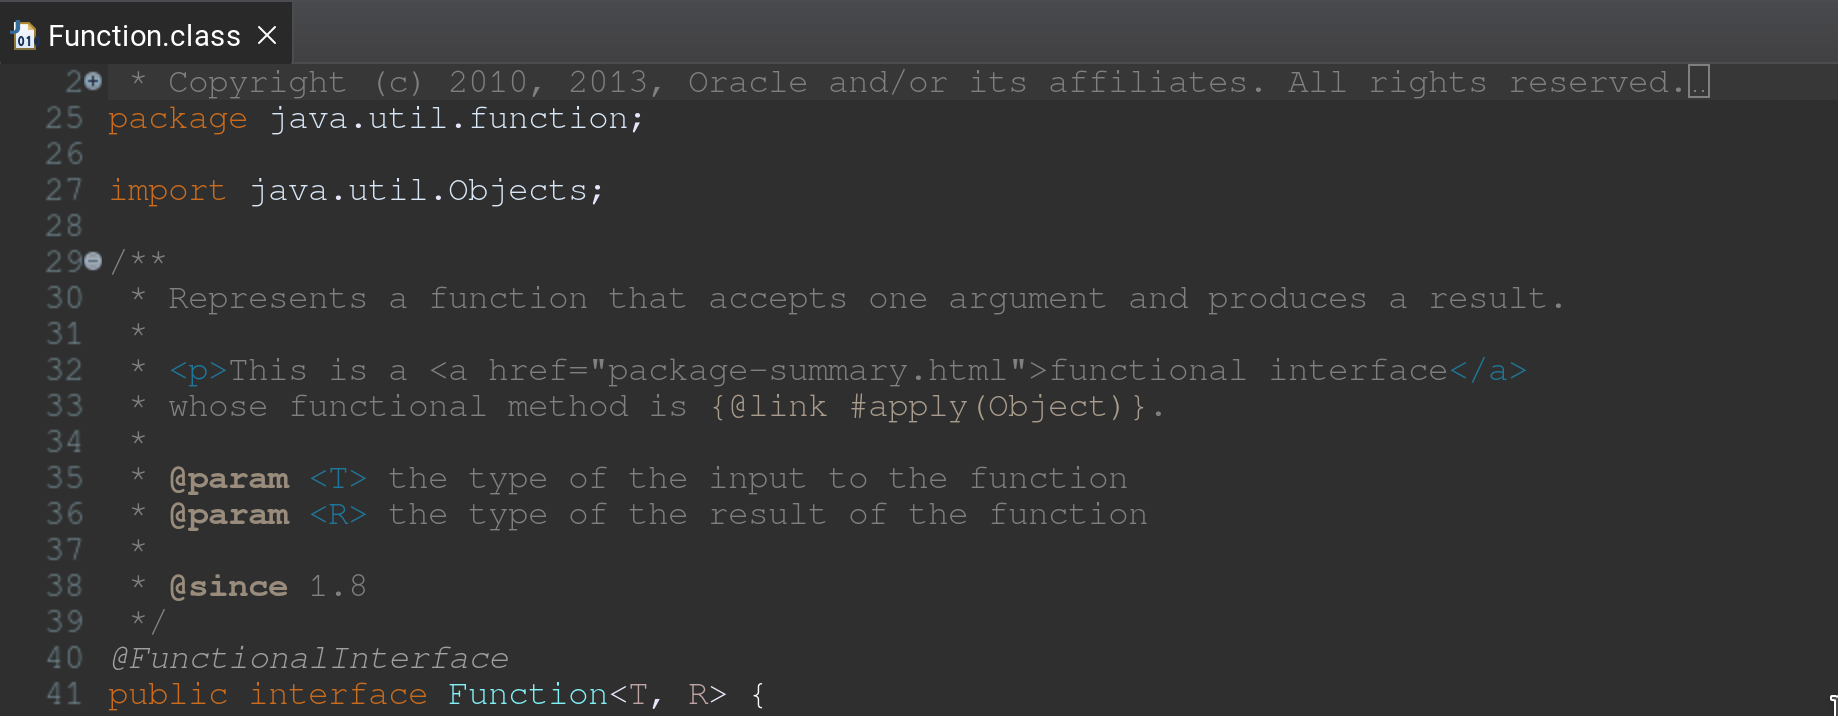 Function.class
2 * Copyright (c) 2010, 2013, Oracle and/or its affiliates. All rights reserved...
25 package java.util.function;
26
27 import java.util.Objects;
28
29 /**
30  * Represents a function that accepts one argument and produces a result.
31  *
32  * <p>This is a <a href="package-summary.html">functional interface</a>
33  * whose functional method is {@link #apply(Object)}.
34  *
35  * @param <T> the type of the input to the function
36  * @param <R> the type of the result of the function
37  *
38  * @since 1.8
39  */
40 @FunctionalInterface
41 public interface Function<T, R> {